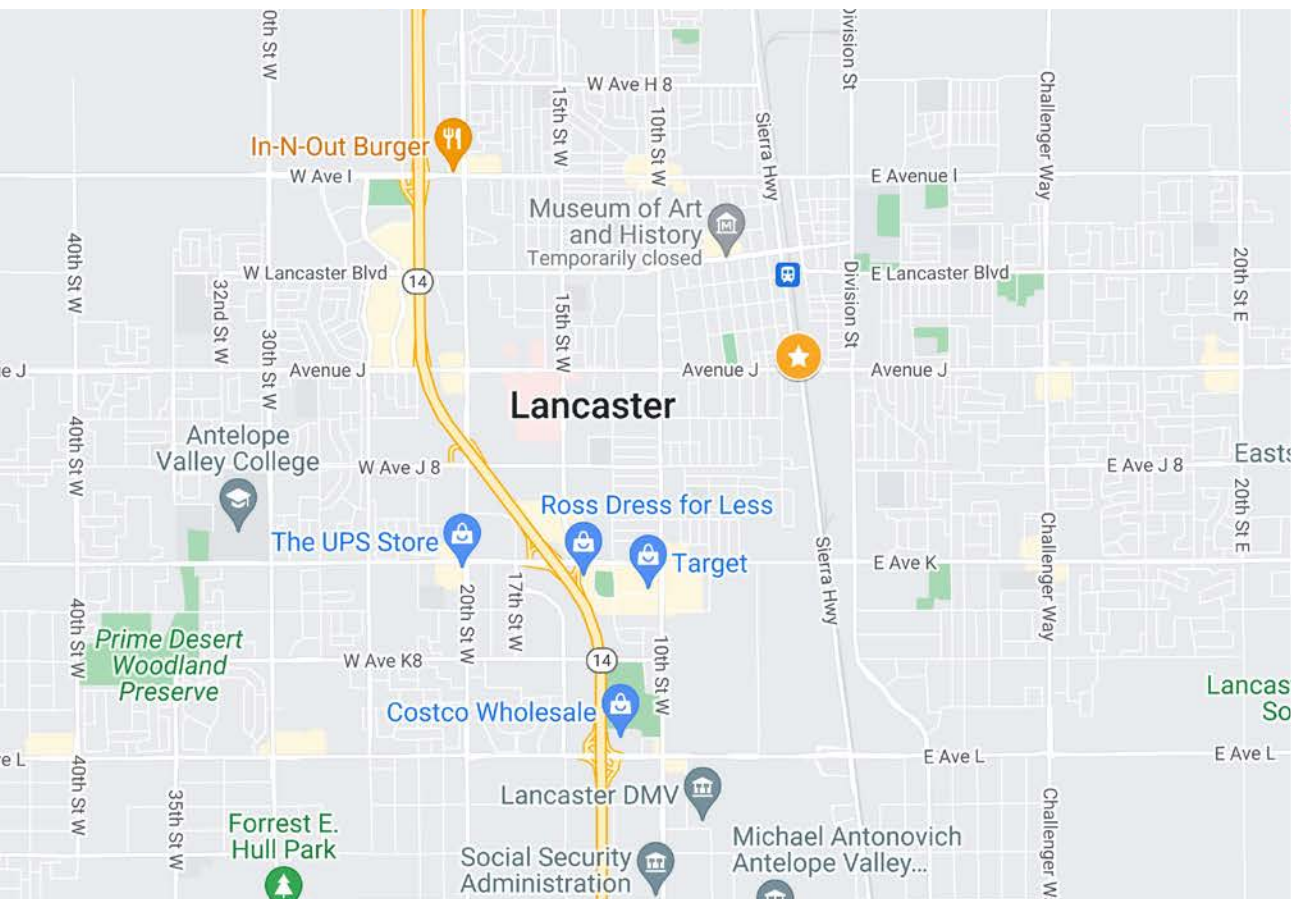 0th St W
Division St
W Ave H 8
15th St W
10th St W
Sierra Hwy
Challenger Way
In-N-Out Burger
W Ave I
E Avenue I
Museum of Art
and History
Temporarily closed
40th St W
W Lancaster Blvd
14
E Lancaster Blvd
20th St E
32nd St W
15th St W
Division St
30th St W
e J
Avenue J
Avenue J
Avenue J
Lancaster
40th St W
Antelope
Valley College
W Ave J 8
E Ave J 8
Easts
20th St E
Ross Dress for Less
The UPS Store
Target
E Ave K
Sierra Hwy
Challenger Way
17th St W
20th St W
40th St W
Prime Desert
Woodland
Preserve
W Ave K8
14
10th St W
Lancas
So
Costco Wholesale
e L
E Ave L
E Ave L
40th St W
35th St W
Lancaster DMV
Challenger W
Forrest E.
Hull Park
Michael Antonovich
Antelope Valley...
Social Security
Administration